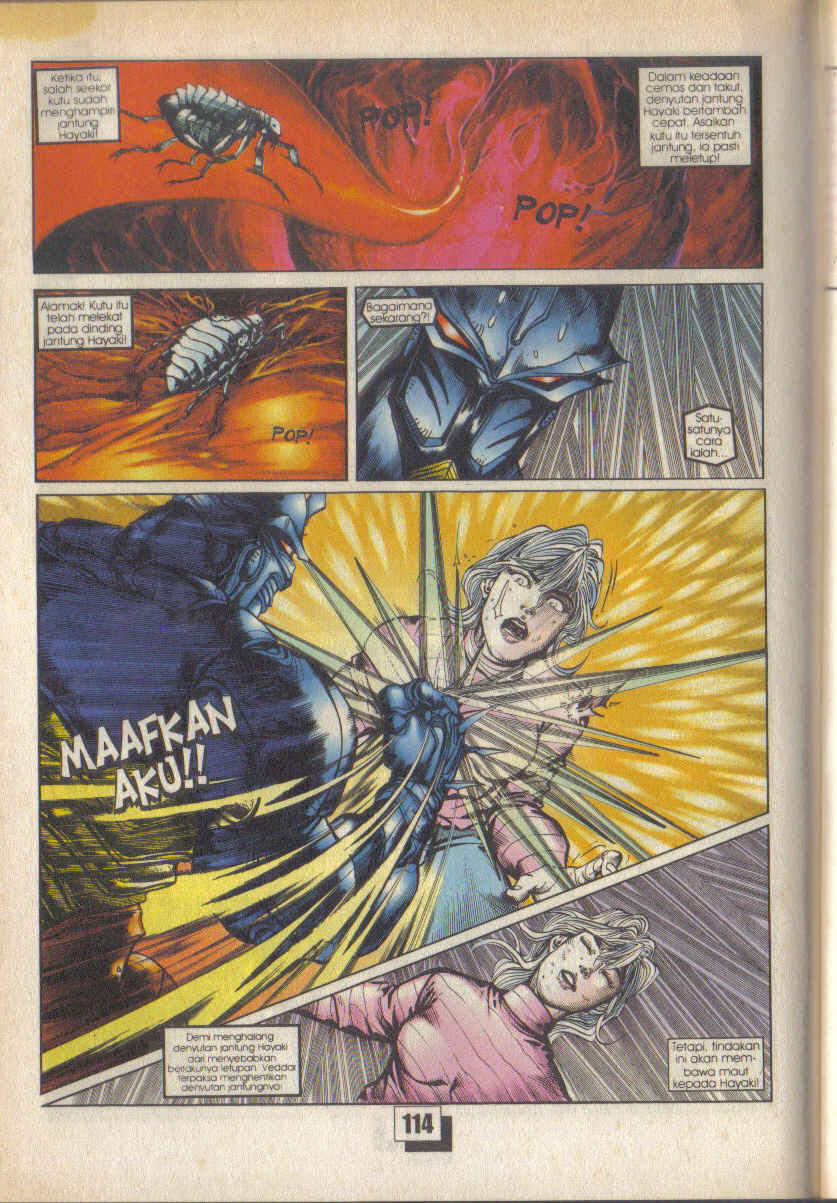 Ketika itu,
salah seekor
kutu sudah
menghampiri
jantung
Hayaki!
POP!
POP!
Dalam keadaan
cemas dan takut,
denyutan jantung
Hayaki bertambah
cepat. Asalkan
kutu itu tersentuh
jantung, ia pasti
meletup!
Alamak! Kutu itu
telah melekat
pada dinding
jantung Hayaki!
POP!
Bagaimana
sekarang?!
Satu-
satunya
cara
ialah...
MAAFKAN
AKU!!
Demi menghalang
denyutan jantung Hayaki
dari menyebabkan
berlakunya letupan, Veddar
terpaksa menghentikan
denyutan jantungnya!
Tetapi, tindakan
ini akan mem-
bawa maut
kepada Hayaki!
114